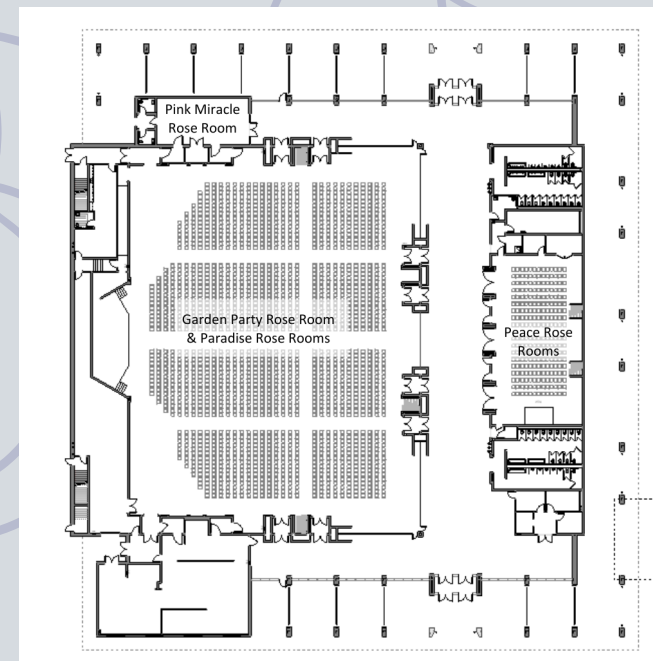 Pink Miracle
Rose Room
Garden Party Rose Room
& Paradise Rose Rooms
Peace Rose
Rooms